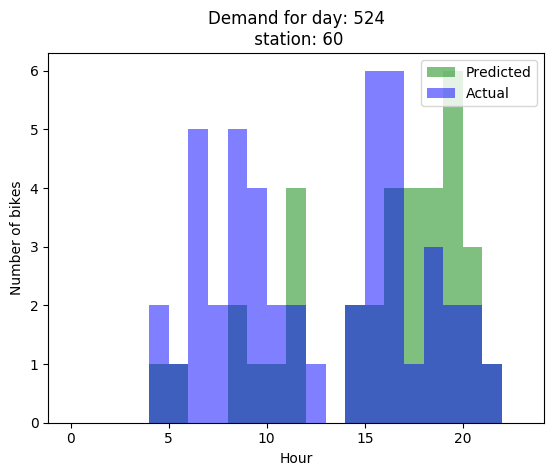 Demand for day: 524
station: 60
Predicted
Actual
Number of bikes
6
5
4
3
2
1
0
0
5
10
15
20
Hour